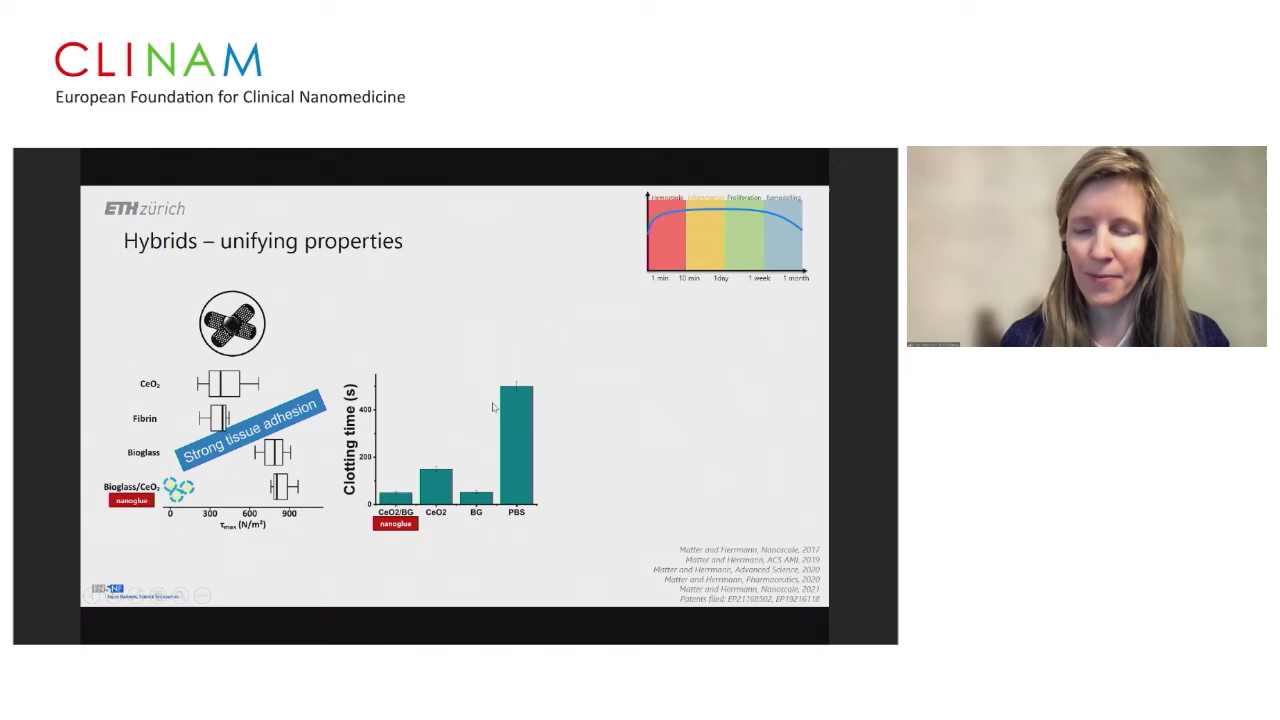 CLINAM
European Foundation for Clinical Nanomedicine
ETH zürich
Hybrids – unifying properties
Hemostasis Inflammation Proliferation Remodelling
1 min 10 min 1day 1 week 1 month
CeO₂
Fibrin
Bioglass
Bioglass/CeO₂
nanoglue
Strong tissue adhesion
0 300 600 900
τmax (N/m²)
Clotting time (s)
400
200
0
CeO2/BG CeO2 BG PBS
nanoglue
Matter and Herrmann, Nanoscale, 2017
Matter and Herrmann, ACS AMI, 2019
Matter and Herrmann, Advanced Science, 2020
Matter and Herrmann, Pharmaceutics, 2020
Matter and Herrmann, Nanoscale, 2021
Patents filed: EP21168502, EP19216118